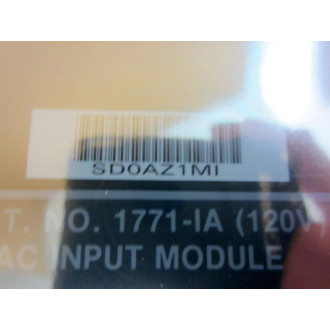 SD0AZ1MI
T. NO. 1771-IA (120V)
AC INPUT MODULE